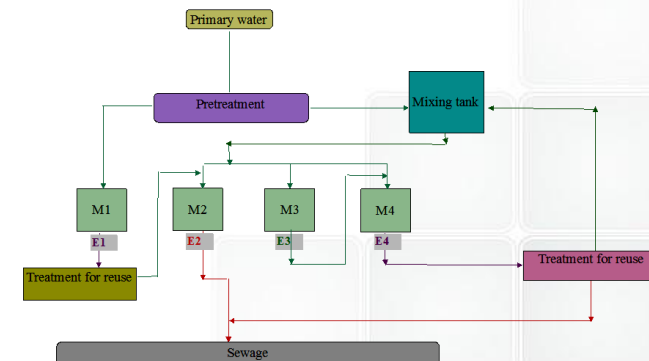 Primary water
Pretreatment
Mixing tank
M1
M2
M3
M4
E1
E2
E3
E4
Treatment for reuse
Treatment for reuse
Sewage